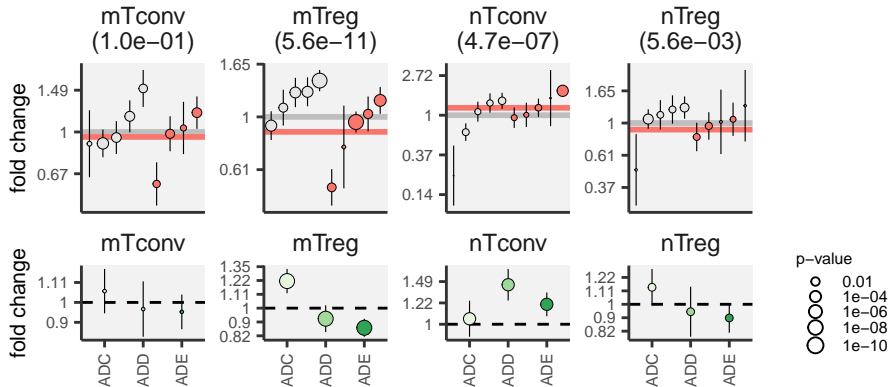 mTconv mTreg nTconv nTreg
(1.0e−01) (5.6e−11) (4.7e−07) (5.6e−03)
fold change
1.49
1
0.67
1.65
1
0.61
2.72
1
0.37
0.14
1.65
1
0.61
0.37
mTconv mTreg nTconv nTreg
fold change
1.11
1
0.9
1.35
1.22
1.11
1
0.9
0.82
1.49
1.22
1
1.22
1.11
1
0.9
0.82
ADC ADD ADE ADC ADD ADE ADC ADD ADE ADC ADD ADE
p−value
0.01
1e−04
1e−06
1e−08
1e−10